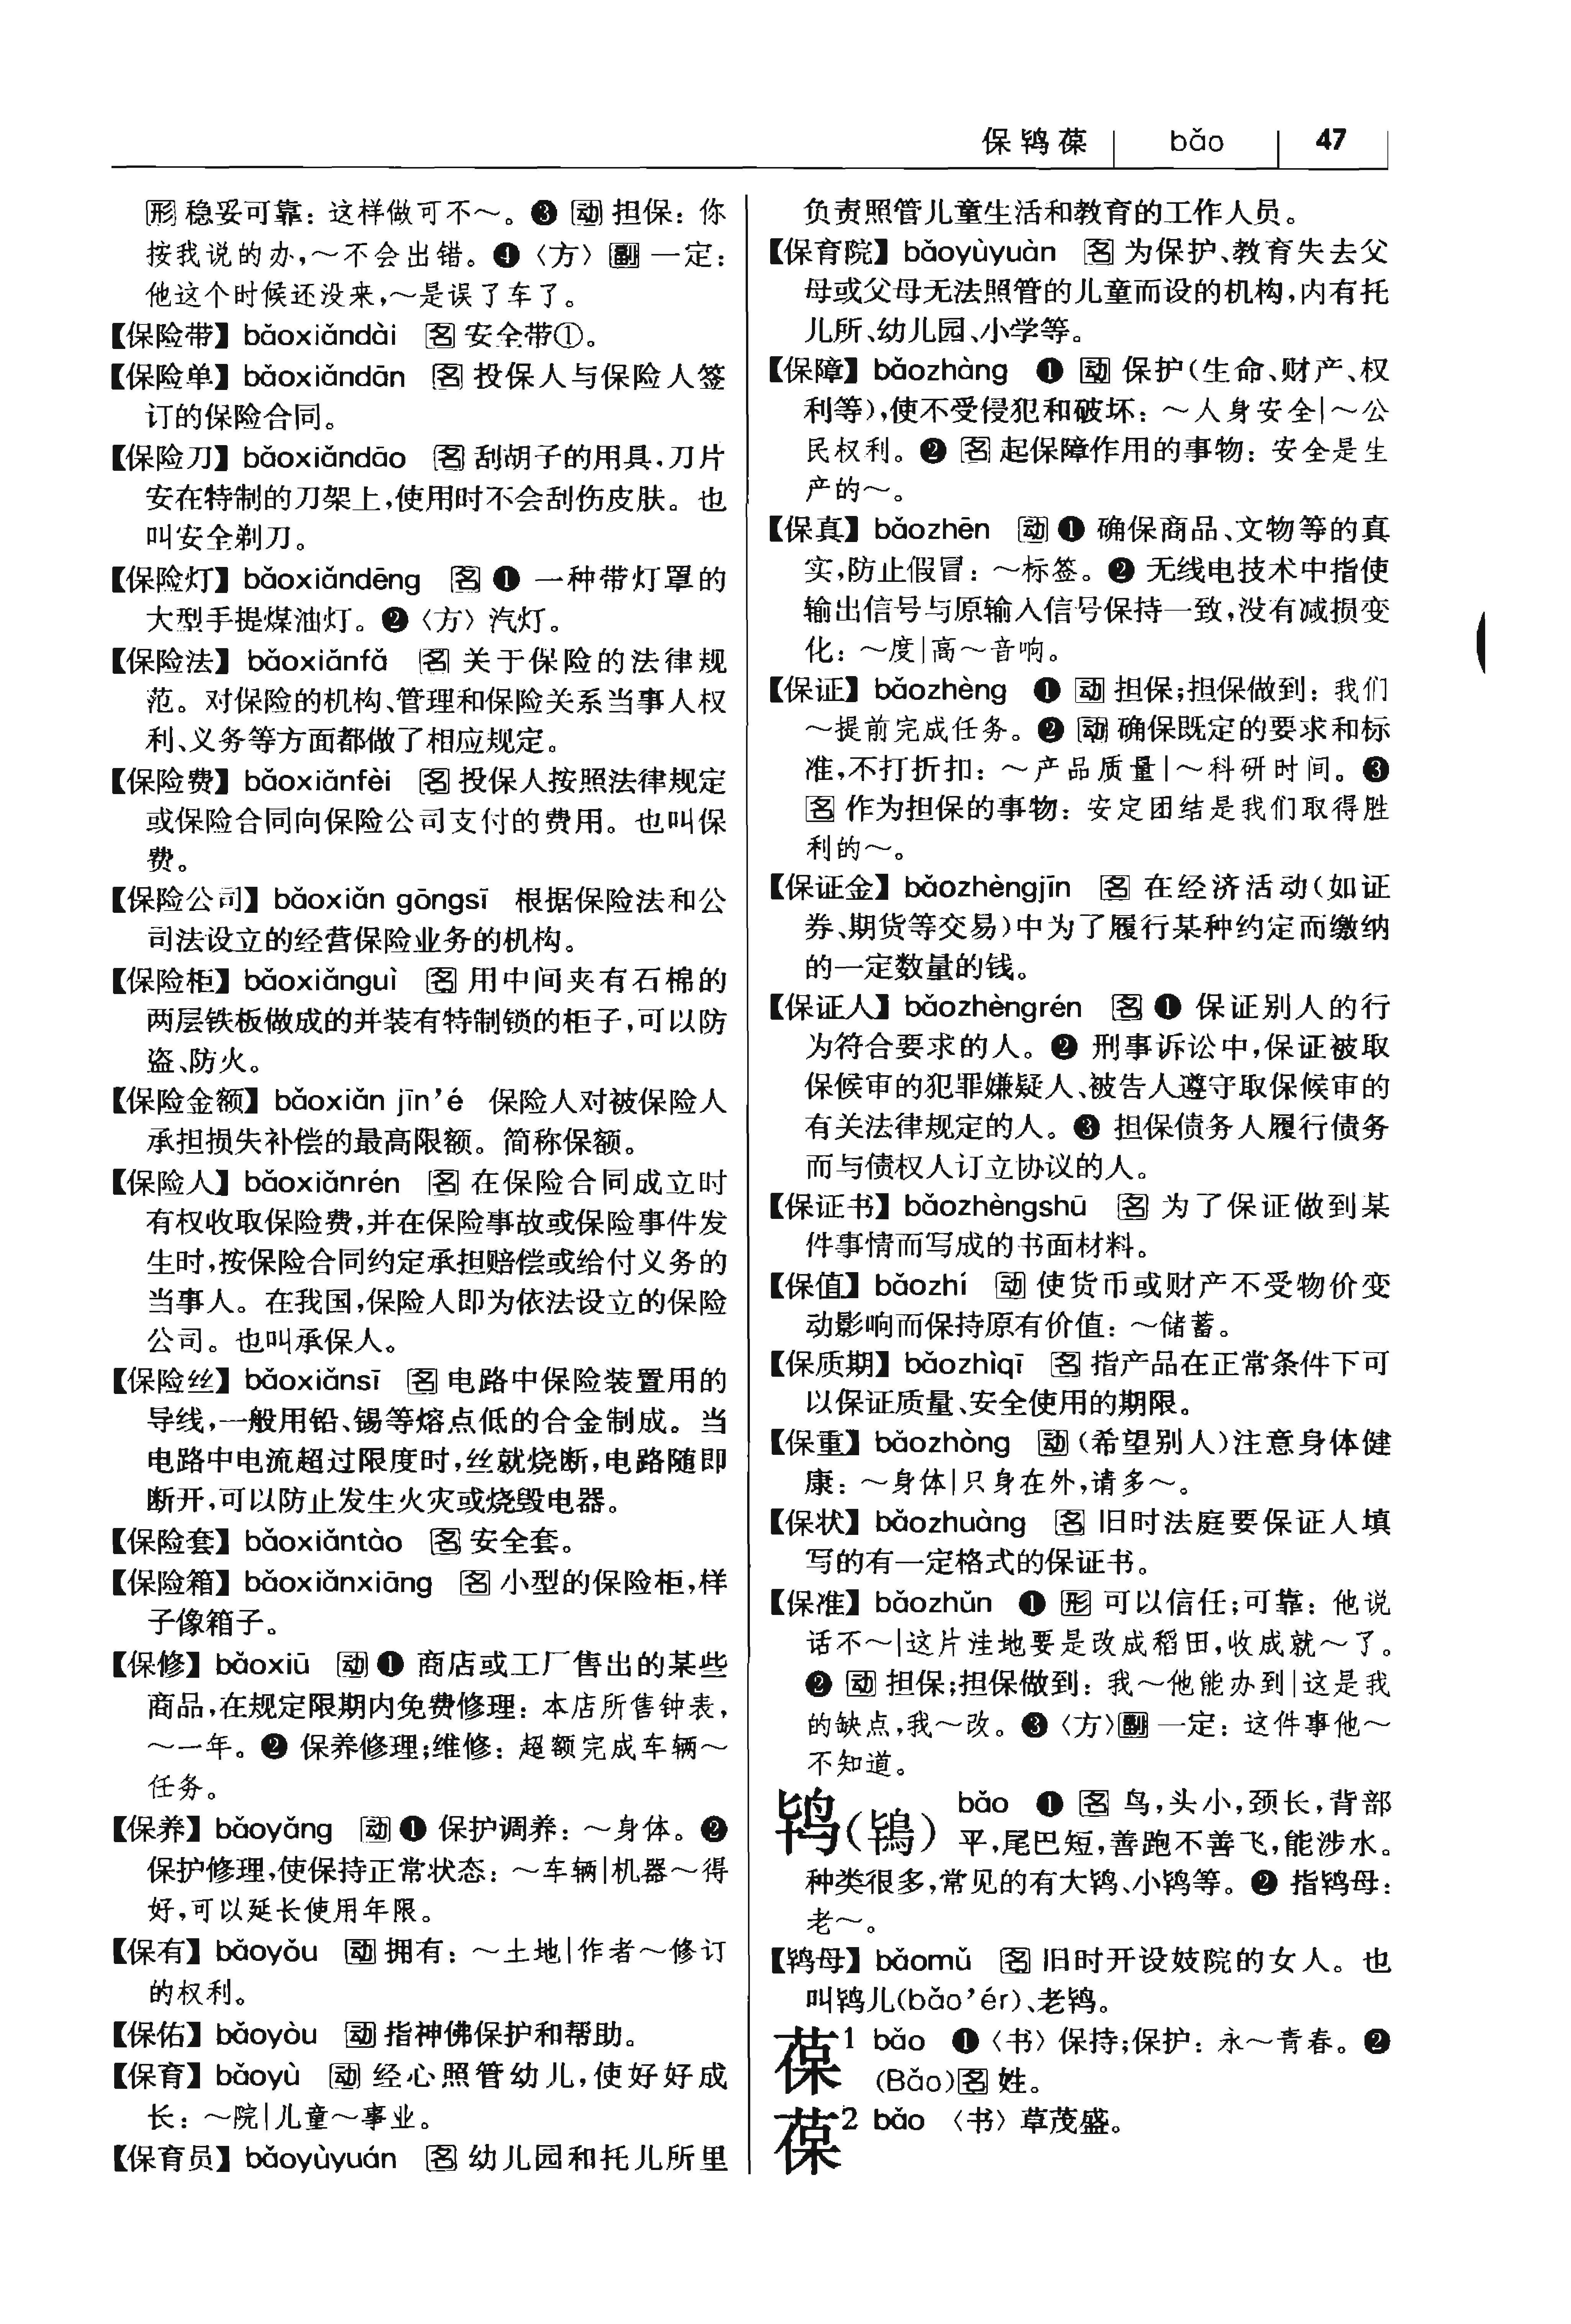 保鸨葆 bǎo 47
形 稳妥可靠：这样做可不～。❸ 动 担保：你
按我说的办，～不会出错。❹〈方〉副 一定：
他这个时候还没来，～是误了车了。
【保险带】bǎoxiǎndài 名 安全带①。
【保险单】bǎoxiǎndān 名 投保人与保险人签
订的保险合同。
【保险刀】bǎoxiǎndāo 名 刮胡子的用具，刀片
安在特制的刀架上，使用时不会刮伤皮肤。也
叫安全剃刀。
【保险灯】bǎoxiǎndēng 名 ❶ 一种带灯罩的
大型手提煤油灯。❷〈方〉汽灯。
【保险法】bǎoxiǎnfǎ 名 关于保险的法律规
范。对保险的机构、管理和保险关系当事人权
利、义务等方面都做了相应规定。
【保险费】bǎoxiǎnfèi 名 投保人按照法律规定
或保险合同向保险公司支付的费用。也叫保
费。
【保险公司】bǎoxiǎn gōngsī 根据保险法和公
司法设立的经营保险业务的机构。
【保险柜】bǎoxiǎnguì 名 用中间夹有石棉的
两层铁板做成的并装有特制锁的柜子，可以防
盗、防火。
【保险金额】bǎoxiǎn jīn’é 保险人对被保险人
承担损失补偿的最高限额。简称保额。
【保险人】bǎoxiǎnrén 名 在保险合同成立时
有权收取保险费，并在保险事故或保险事件发
生时，按保险合同约定承担赔偿或给付义务的
当事人。在我国，保险人即为依法设立的保险
公司。也叫承保人。
【保险丝】bǎoxiǎnsī 名 电路中保险装置用的
导线，一般用铅、锡等熔点低的合金制成。当
电路中电流超过限度时，丝就烧断，电路随即
断开，可以防止发生火灾或烧毁电器。
【保险套】bǎoxiǎntào 名 安全套。
【保险箱】bǎoxiǎnxiāng 名 小型的保险柜，样
子像箱子。
【保修】bǎoxiū 动 ❶ 商店或工厂售出的某些
商品，在规定限期内免费修理：本店所售钟表，
～一年。❷ 保养修理；维修：超额完成车辆～
任务。
【保养】bǎoyǎng 动 ❶ 保护调养：～身体。❷
保护修理，使保持正常状态：～车辆|机器～得
好，可以延长使用年限。
【保有】bǎoyǒu 动 拥有：～土地|作者～修订
的权利。
【保佑】bǎoyòu 动 指神佛保护和帮助。
【保育】bǎoyù 动 经心照管幼儿，使好好成
长：～院|儿童～事业。
【保育员】bǎoyùyuán 名 幼儿园和托儿所里
负责照管儿童生活和教育的工作人员。
【保育院】bǎoyùyuàn 名 为保护、教育失去父
母或父母无法照管的儿童而设的机构，内有托
儿所、幼儿园、小学等。
【保障】bǎozhàng ❶ 动 保护（生命、财产、权
利等），使不受侵犯和破坏：～人身安全|～公
民权利。❷ 名 起保障作用的事物：安全是生
产的～。
【保真】bǎozhēn 动 ❶ 确保商品、文物等的真
实，防止假冒：～标签。❷ 无线电技术中指使
输出信号与原输入信号保持一致，没有减损变
化：～度|高～音响。
【保证】bǎozhèng ❶ 动 担保；担保做到：我们
～提前完成任务。❷ 动 确保既定的要求和标
准，不打折扣：～产品质量|～科研时间。❸
名 作为担保的事物：安定团结是我们取得胜
利的～。
【保证金】bǎozhèngjīn 名 在经济活动（如证
券、期货等交易）中为了履行某种约定而缴纳
的一定数量的钱。
【保证人】bǎozhèngrén 名 ❶ 保证别人的行
为符合要求的人。❷ 刑事诉讼中，保证被取
保候审的犯罪嫌疑人、被告人遵守取保候审的
有关法律规定的人。❸ 担保债务人履行债务
而与债权人订立协议的人。
【保证书】bǎozhèngshū 名 为了保证做到某
件事情而写成的书面材料。
【保值】bǎozhí 动 使货币或财产不受物价变
动影响而保持原有价值：～储蓄。
【保质期】bǎozhìqī 名 指产品在正常条件下可
以保证质量、安全使用的期限。
【保重】bǎozhòng 动（希望别人）注意身体健
康：～身体|只身在外，请多～。
【保状】bǎozhuàng 名 旧时法庭要保证人填
写的有一定格式的保证书。
【保准】bǎozhǔn ❶ 形 可以信任；可靠：他说
话不～|这片洼地要是改成稻田，收成就～了。
❷ 动 担保；担保做到：我～他能办到|这是我
的缺点，我～改。❸〈方〉副 一定：这件事他～
不知道。
鸨（鴇） bǎo ❶ 名 鸟，头小，颈长，背部
平，尾巴短，善跑不善飞，能涉水。
种类很多，常见的有大鸨、小鸨等。❷ 指鸨母：
老～。
【鸨母】bǎomǔ 名 旧时开设妓院的女人。也
叫鸨儿（bǎo’ér）、老鸨。
葆1 bǎo ❶〈书〉保持；保护：永～青春。❷
（Bǎo）名 姓。
葆2 bǎo 〈书〉草茂盛。